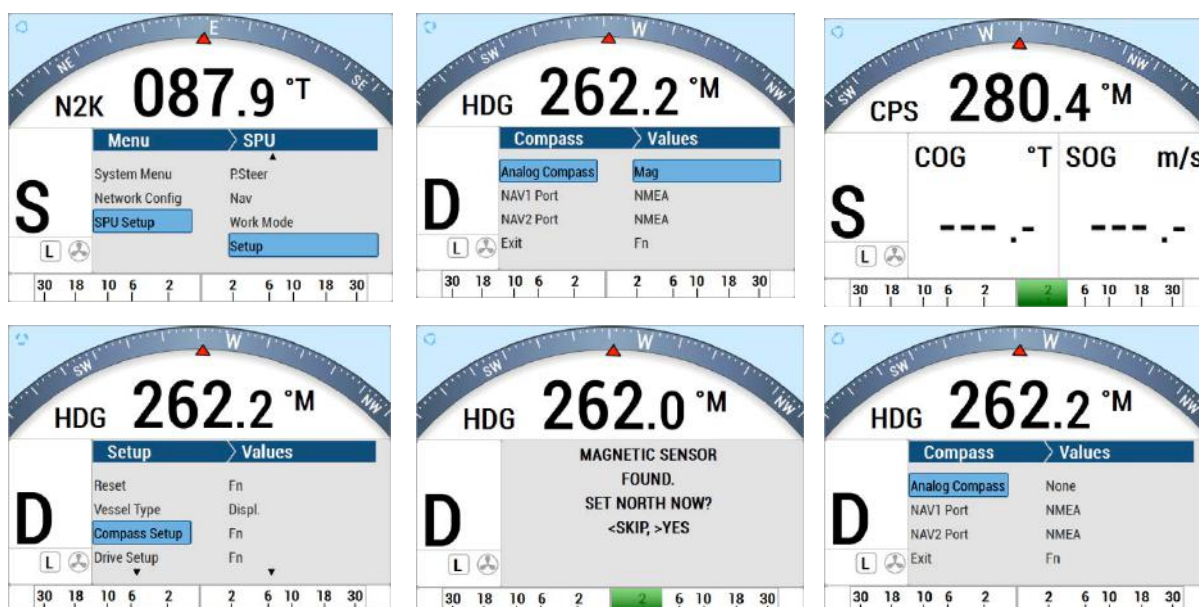 NE E SE
N2K 087.9 °T
Menu SPU
System Menu P.Steer
Network Config Nav
SPU Setup Work Mode
Setup
S
L
30 18 10 6 2 2 6 10 18 30
SW W NW
HDG 262.2 °M
Compass Values
Analog Compass Mag
NAV1 Port NMEA
NAV2 Port NMEA
Exit Fn
D
L
30 18 10 6 2 2 6 10 18 30
SW W NW
CPS 280.4 °M
COG °T SOG m/s
S
---.- ---.-
L
30 18 10 6 2 2 6 10 18 30
SW W NW
HDG 262.2 °M
Setup Values
Reset Fn
Vessel Type Displ.
Compass Setup Fn
Drive Setup Fn
D
L
30 18 10 6 2 2 6 10 18 30
SW W NW
HDG 262.0 °M
MAGNETIC SENSOR
FOUND.
SET NORTH NOW?
<SKIP, >YES
D
L
30 18 10 6 2 2 6 10 18 30
SW W NW
HDG 262.2 °M
Compass Values
Analog Compass None
NAV1 Port NMEA
NAV2 Port NMEA
Exit Fn
D
L
30 18 10 6 2 2 6 10 18 30